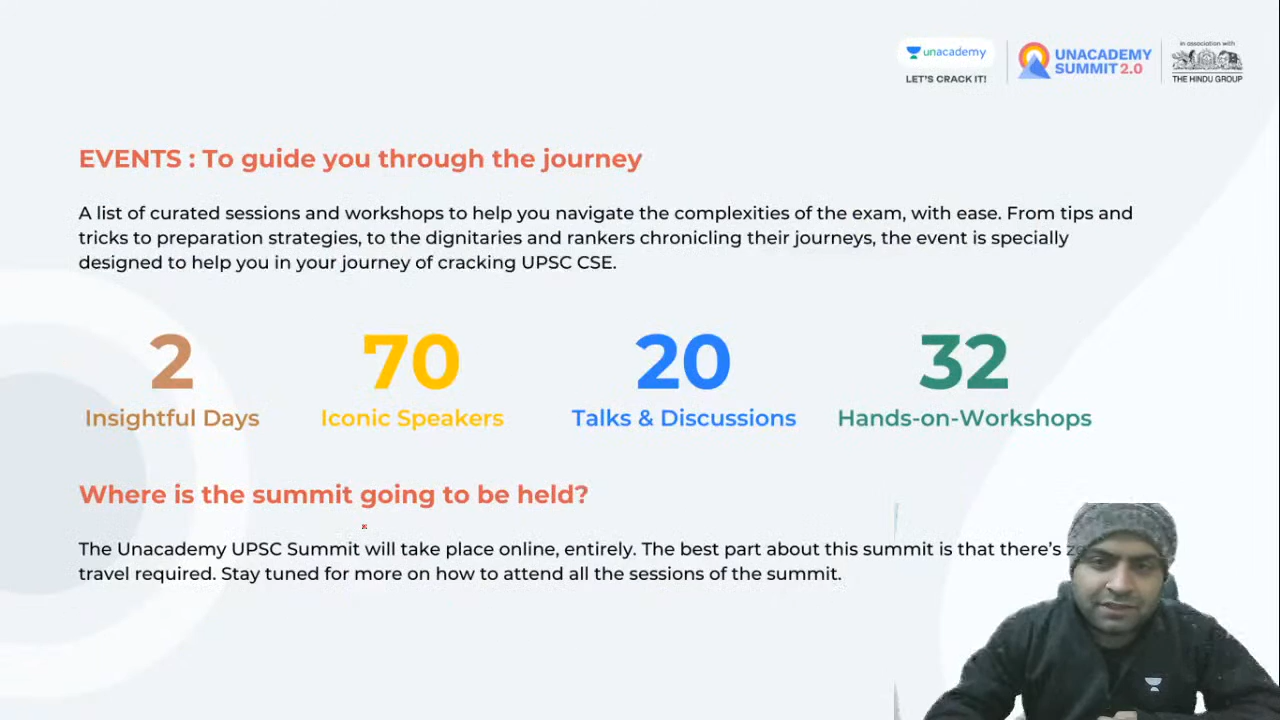 unacademy
LET'S CRACK IT!
UNACADEMY
SUMMIT 2.0
in association with
THE HINDU GROUP
EVENTS : To guide you through the journey
A list of curated sessions and workshops to help you navigate the complexities of the exam, with ease. From tips and
tricks to preparation strategies, to the dignitaries and rankers chronicling their journeys, the event is specially
designed to help you in your journey of cracking UPSC CSE.
2
Insightful Days
70
Iconic Speakers
20
Talks & Discussions
32
Hands-on-Workshops
Where is the summit going to be held?
The Unacademy UPSC Summit will take place online, entirely. The best part about this summit is that there's
travel required. Stay tuned for more on how to attend all the sessions of the summit.